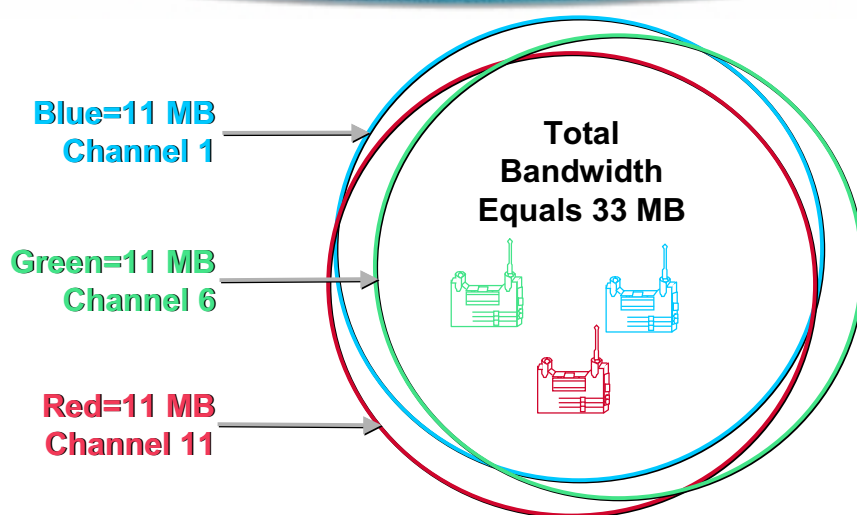 Blue=11 MB
Channel 1
Total
Bandwidth
Equals 33 MB
Green=11 MB
Channel 6
Red=11 MB
Channel 11